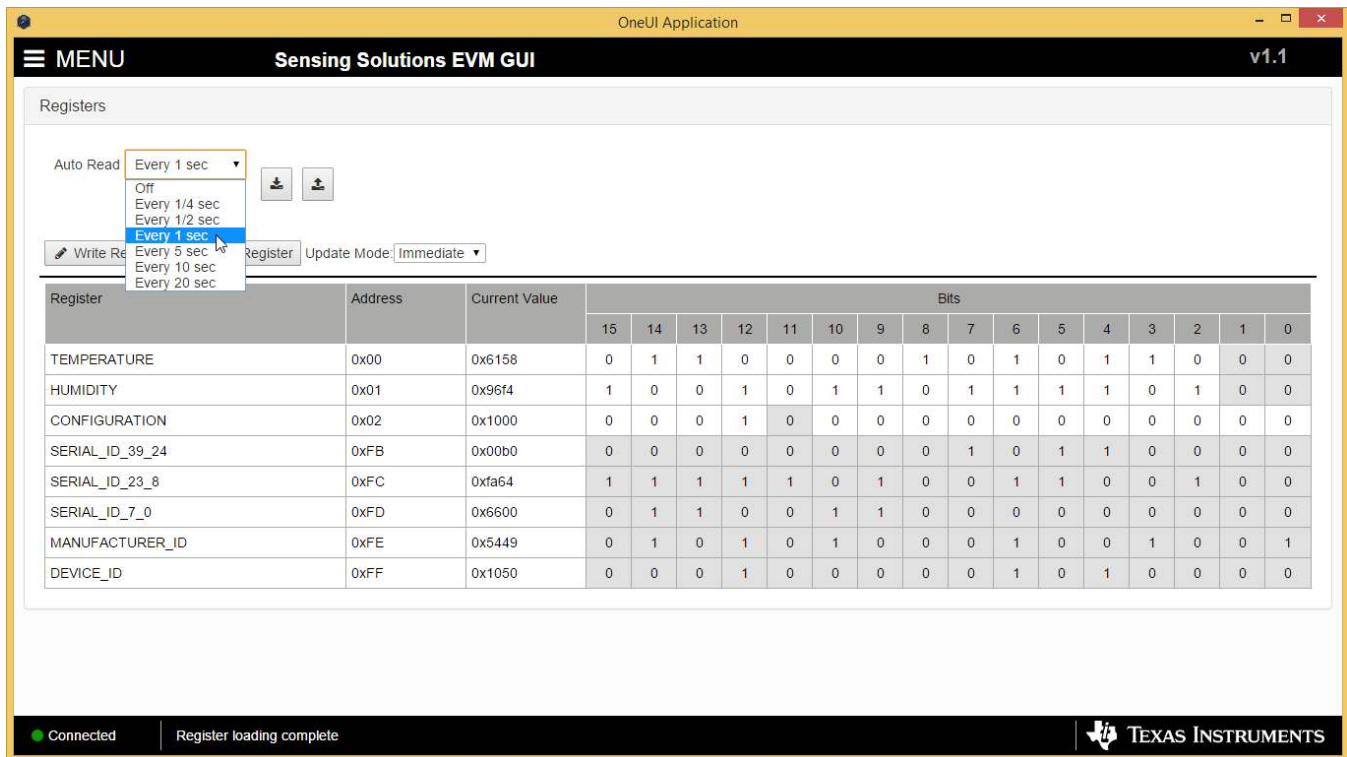 OneUI Application
MENU
Sensing Solutions EVM GUI
v1.1
Registers
Auto Read Every 1 sec
Off
Every 1/4 sec
Every 1/2 sec
Every 1 sec
Every 5 sec
Every 10 sec
Every 20 sec
Write Re Register Update Mode: Immediate
Register Address Current Value Bits
15 14 13 12 11 10 9 8 7 6 5 4 3 2 1 0
TEMPERATURE 0x00 0x6158 0 1 1 0 0 0 0 1 0 1 0 1 1 0 0 0
HUMIDITY 0x01 0x96f4 1 0 0 1 0 1 1 0 1 1 1 1 0 1 0 0
CONFIGURATION 0x02 0x1000 0 0 0 1 0 0 0 0 0 0 0 0 0 0 0 0
SERIAL_ID_39_24 0xFB 0x00b0 0 0 0 0 0 0 0 0 1 0 1 1 0 0 0 0
SERIAL_ID_23_8 0xFC 0xfa64 1 1 1 1 1 0 1 0 0 1 1 0 0 1 0 0
SERIAL_ID_7_0 0xFD 0x6600 0 1 1 0 0 1 1 0 0 0 0 0 0 0 0 0
MANUFACTURER_ID 0xFE 0x5449 0 1 0 1 0 1 0 0 0 1 0 0 1 0 0 1
DEVICE_ID 0xFF 0x1050 0 0 0 1 0 0 0 0 0 1 0 1 0 0 0 0
Connected Register loading complete TEXAS INSTRUMENTS